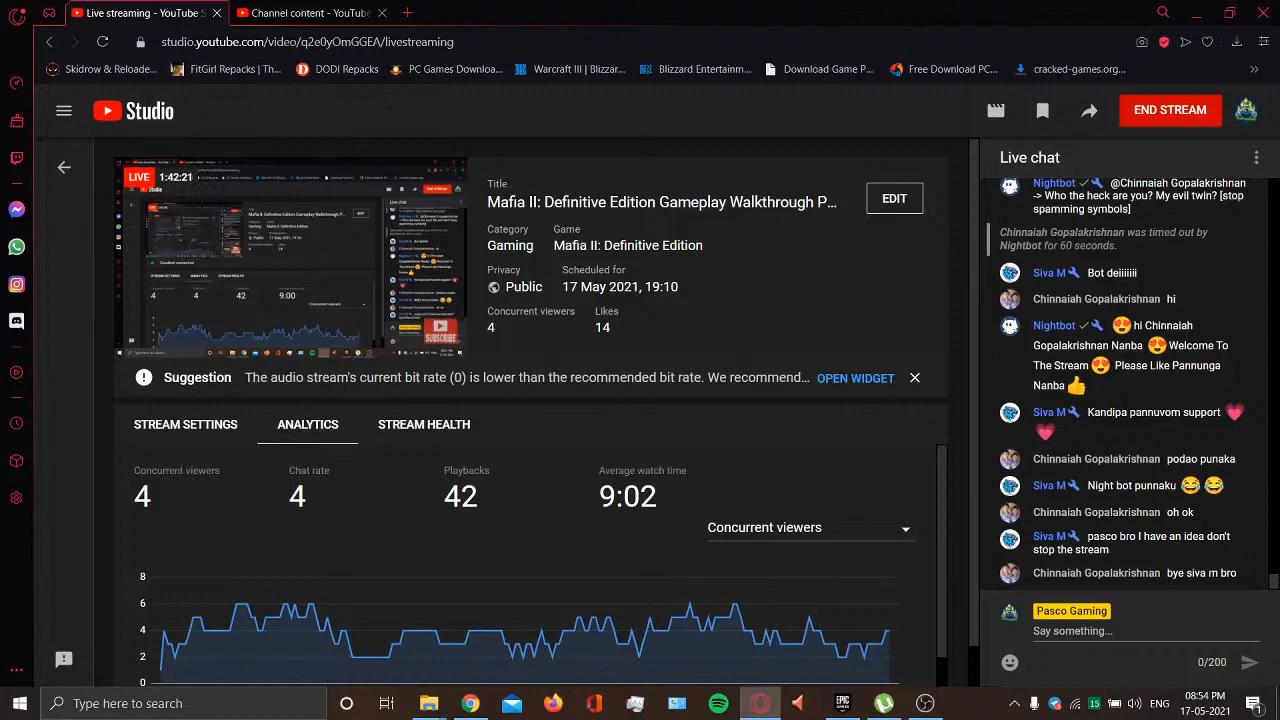 Live streaming - YouTube S
Channel content - YouTube
studio.youtube.com/video/q2e0yOmGGEA/livestreaming
Skidrow & Reloade...
FitGirl Repacks | Th...
DODI Repacks
PC Games Downloa...
Warcraft III | Blizzar...
Blizzard Entertainm...
Download Game P...
Free Download PC...
cracked-games.org...
Studio
END STREAM
LIVE 1:42:21
Title
Mafia II: Definitive Edition Gameplay Walkthrough P...
EDIT
Category
Game
Gaming
Mafia II: Definitive Edition
Privacy
Scheduled for
Public
17 May 2021, 19:10
Concurrent viewers
Likes
4
14
SUBSCRIBE
Suggestion
The audio stream's current bit rate (0) is lower than the recommended bit rate. We recommend...
OPEN WIDGET
STREAM SETTINGS
ANALYTICS
STREAM HEALTH
Concurrent viewers
Chat rate
Playbacks
Average watch time
4
4
42
9:02
Concurrent viewers
8
6
4
2
0
Live chat
Nightbot @Chinnaiah Gopalakrishnan
-> Who the heck are you? My evil twin? [stop
spamming symbols]
Chinnaiah Gopalakrishnan was timed out by
Nightbot for 60 seconds.
Siva M Bot demil
Chinnaiah Gopalakrishnan hi
Nightbot 😍 Chinnaiah
Gopalakrishnan Nanba 😍 Welcome To
The Stream 😍 Please Like Pannunga
Nanba 👍
Siva M Kandipa pannuvom support 💗
💗
Chinnaiah Gopalakrishnan podao punaka
Siva M Night bot punnaku 😂 😂
Chinnaiah Gopalakrishnan oh ok
Siva M pasco bro I have an idea don't
stop the stream
Chinnaiah Gopalakrishnan bye siva m bro
Pasco Gaming
Say something...
0/200
Type here to search
EPIC
GAMES
15
08:54 PM
17-05-2021